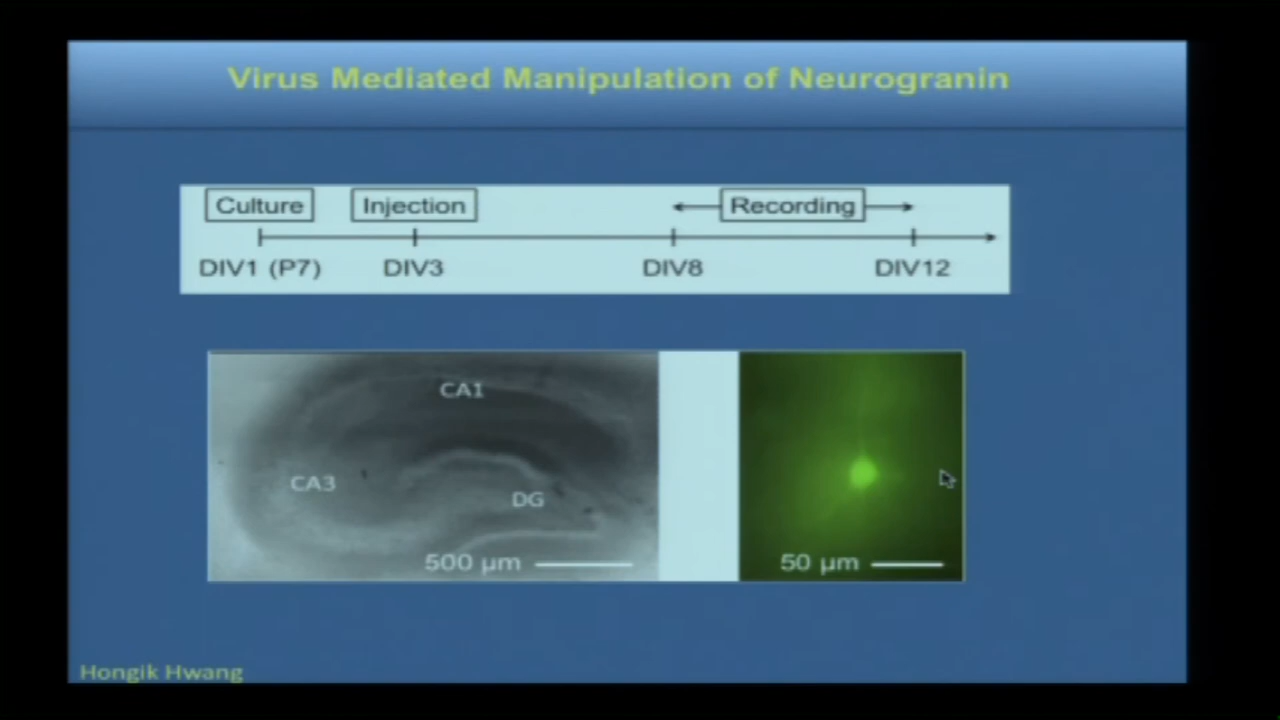 Virus Mediated Manipulation of Neurogranin
Culture Injection Recording
DIV1 (P7) DIV3 DIV8 DIV12
CA1
CA3
DG
500 µm
50 µm
Hongik Hwang